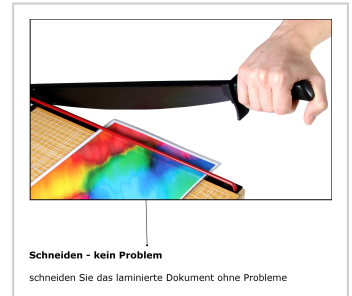 Schneiden - kein Problem
schneiden Sie das laminierte Dokument ohne Probleme